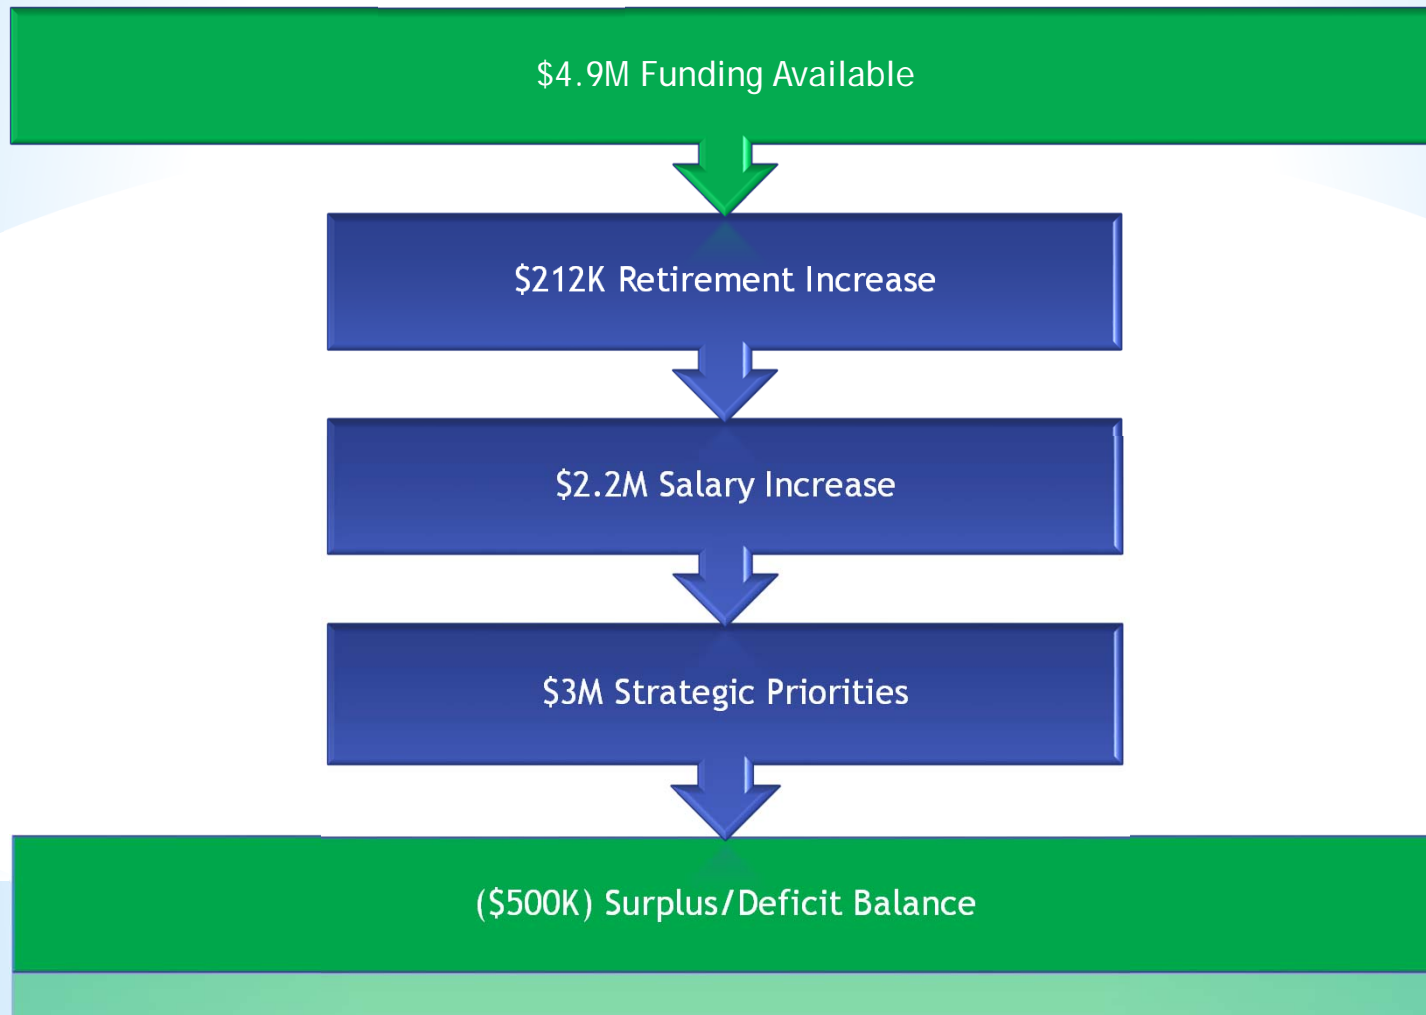 $4.9M Funding Available
$212K Retirement Increase
$2.2M Salary Increase
$3M Strategic Priorities
($500K) Surplus/Deficit Balance